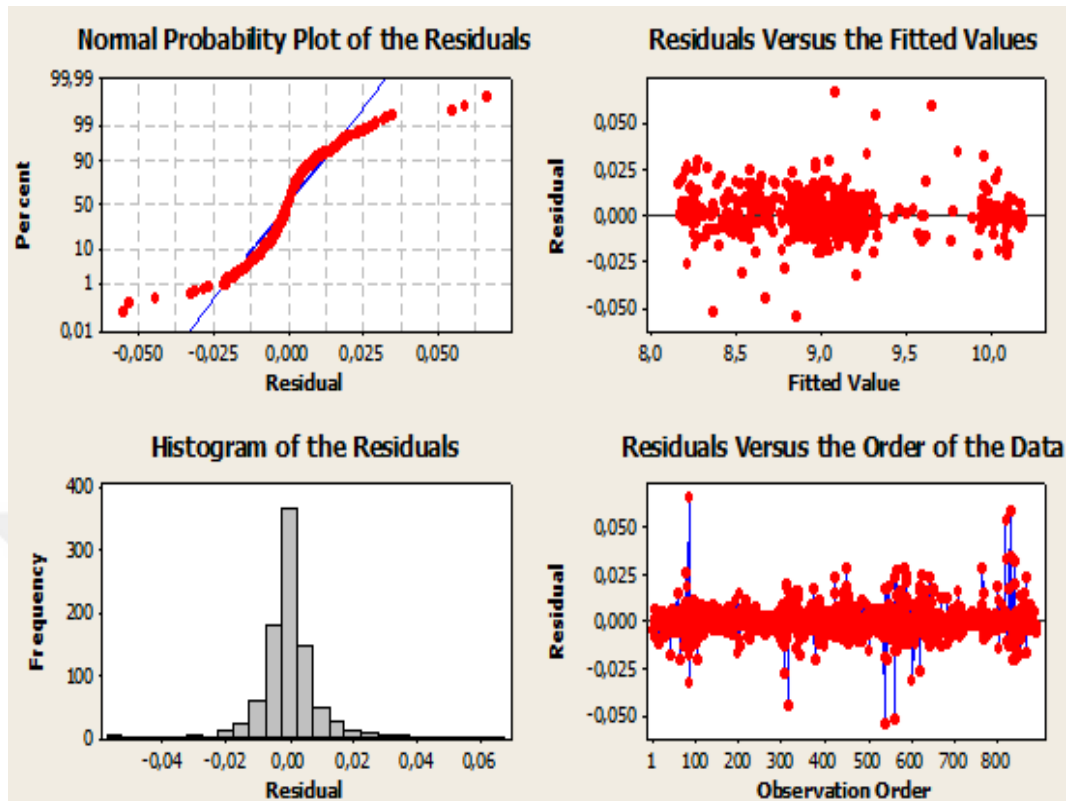 Normal Probability Plot of the Residuals
99,99
99
90
50
10
1
0,01
Percent
-0,050 -0,025 0,000 0,025 0,050
Residual
Residuals Versus the Fitted Values
0,050
0,025
0,000
-0,025
-0,050
Residual
8,0 8,5 9,0 9,5 10,0
Fitted Value
Histogram of the Residuals
400
300
200
100
0
Frequency
-0,04 -0,02 0,00 0,02 0,04 0,06
Residual
Residuals Versus the Order of the Data
0,050
0,025
0,000
-0,025
-0,050
Residual
1 100 200 300 400 500 600 700 800
Observation Order